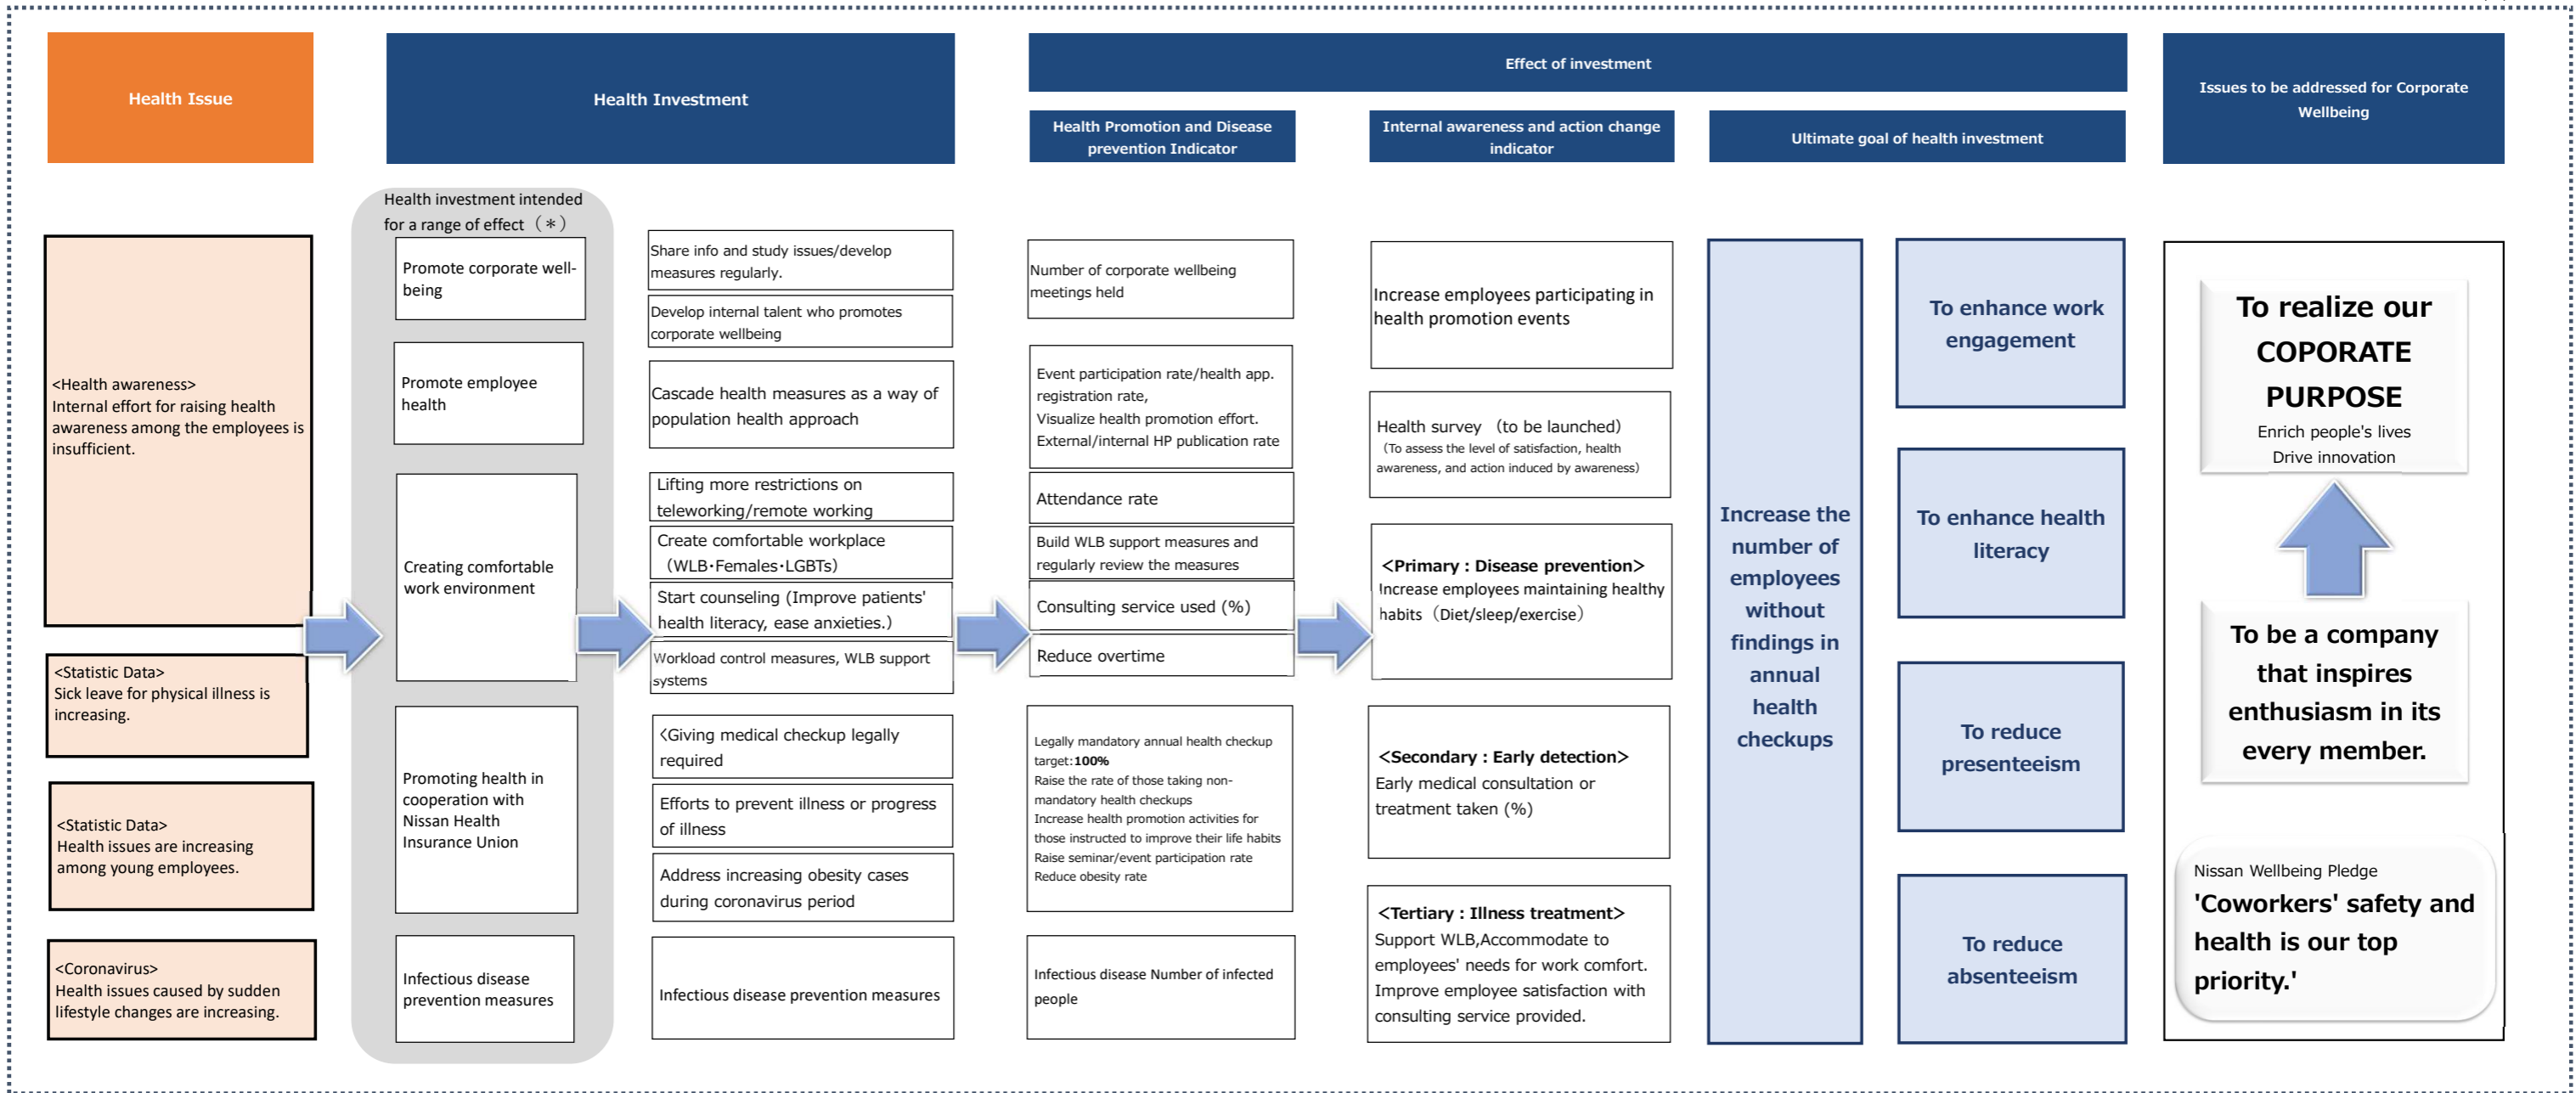 Health Issue
Health Investment
Effect of investment
Health Promotion and Disease
prevention Indicator
Internal awareness and action change
indicator
Ultimate goal of health investment
Issues to be addressed for Corporate
Wellbeing
<Health awareness>
Internal effort for raising health
awareness among the employees is
insufficient.
<Statistic Data>
Sick leave for physical illness is
increasing.
<Statistic Data>
Health issues are increasing
among young employees.
<Coronavirus>
Health issues caused by sudden
lifestyle changes are increasing.
Health investment intended
for a range of effect（＊）
Promote corporate well-
being
Promote employee
health
Creating comfortable
work environment
Promoting health in
cooperation with
Nissan Health
Insurance Union
Infectious disease
prevention measures
Share info and study issues/develop
measures regularly.
Develop internal talent who promotes
corporate wellbeing
Cascade health measures as a way of
population health approach
Lifting more restrictions on
teleworking/remote working
Create comfortable workplace
（WLB・Females・LGBTs）
Start counseling (Improve patients'
health literacy, ease anxieties.）
Workload control measures, WLB support
systems
<Giving medical checkup legally
required
Efforts to prevent illness or progress
of illness
Address increasing obesity cases
during coronavirus period
Infectious disease prevention measures
Number of corporate wellbeing
meetings held
Event participation rate/health app.
registration rate,
Visualize health promotion effort.
External/internal HP publication rate
Attendance rate
Build WLB support measures and
regularly review the measures
Consulting service used (%)
Reduce overtime
Legally mandatory annual health checkup
target:100%
Raise the rate of those taking non-
mandatory health checkups
Increase health promotion activities for
those instructed to improve their life habits
Raise seminar/event participation rate
Reduce obesity rate
Infectious disease Number of infected
people
Increase employees participating in
health promotion events
Health survey （to be launched）
（To assess the level of satisfaction, health
awareness, and action induced by awareness）
<Primary : Disease prevention>
Increase employees maintaining healthy
habits（Diet/sleep/exercise）
<Secondary : Early detection>
Early medical consultation or
treatment taken (%)
<Tertiary : Illness treatment>
Support WLB,Accommodate to
employees' needs for work comfort.
Improve employee satisfaction with
consulting service provided.
Increase the
number of
employees
without
findings in
annual
health
checkups
To enhance work
engagement
To enhance health
literacy
To reduce
presenteeism
To reduce
absenteeism
To realize our
COPORATE
PURPOSE
Enrich people's lives
Drive innovation
To be a company
that inspires
enthusiasm in its
every member.
Nissan Wellbeing Pledge
'Coworkers' safety and
health is our top
priority.'